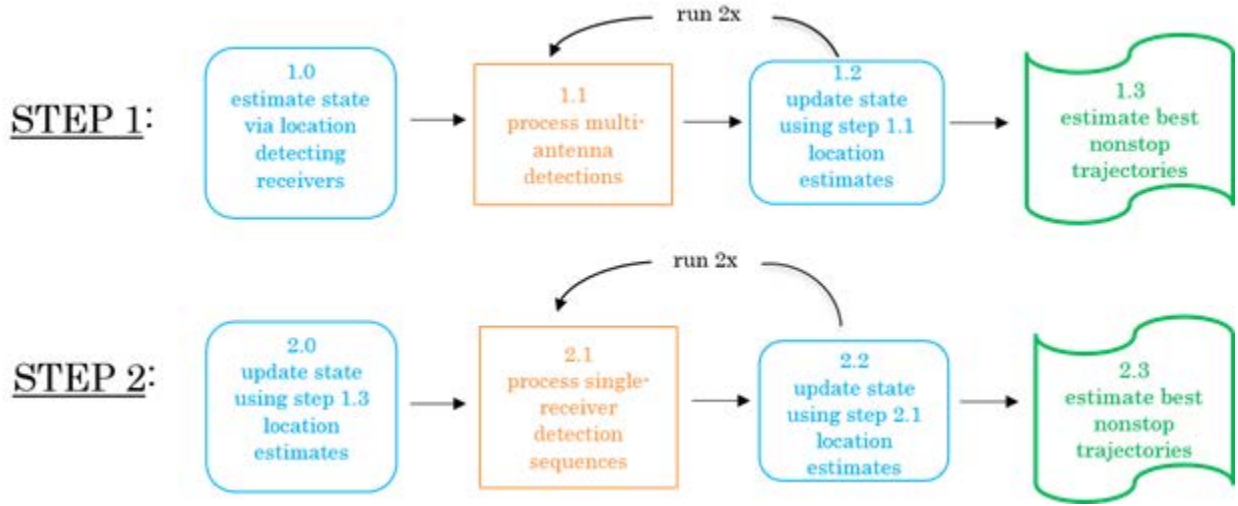 run 2x
STEP 1:
1.0
estimate state
via location
detecting
receivers
1.1
process multi-
antenna
detections
1.2
update state
using step 1.1
location
estimates
1.3
estimate best
nonstop
trajectories
run 2x
STEP 2:
2.0
update state
using step 1.3
location
estimates
2.1
process single-
receiver
detection
sequences
2.2
update state
using step 2.1
location
estimates
2.3
estimate best
nonstop
trajectories